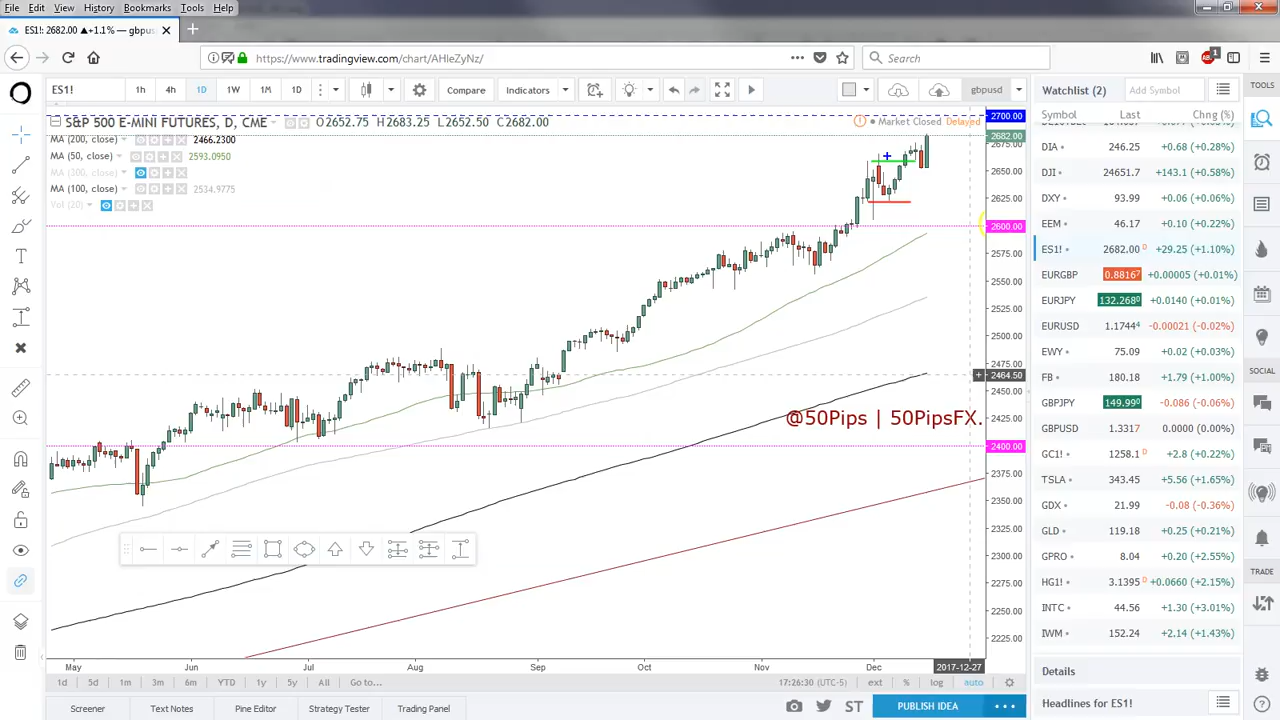 File Edit View History Bookmarks Tools Help
ES1!: 2682.00 ▲+1.1% — gbpus
https://www.tradingview.com/chart/AHleZyNz/
Search
ES1! 1h 4h 1D 1W 1M 1D Compare Indicators gbpusd
S&P 500 E-MINI FUTURES, D, CME O2652.75 H2683.25 L2652.50 C2682.00
Market Closed Delayed
MA (200, close) 2466.2300
MA (50, close) 2593.0950
MA (300, close)
MA (100, close) 2534.9775
Vol (20)
2700.00
2682.00
2675.00
2650.00
2625.00
2600.00
2575.00
2550.00
2525.00
2500.00
2475.00
2464.50
2450.00
2425.00
2400.00
2375.00
2350.00
2325.00
2300.00
2275.00
2250.00
2225.00
@50Pips | 50PipsFX.
May Jun Jul Aug Sep Oct Nov Dec 2017-12-27
1d 5d 1m 3m 6m YTD 1y 5y All Go to... 17:26:30 (UTC-5) ext % log auto
Screener Text Notes Pine Editor Strategy Tester Trading Panel ST PUBLISH IDEA
Watchlist (2) Add Symbol
Symbol Last Chng (%)
DIA 246.25 +0.68 (+0.28%)
DJI 24651.7 +143.1 (+0.58%)
DXY 93.99 +0.06 (+0.06%)
EEM 46.17 +0.10 (+0.22%)
ES1! 2682.00 D +29.25 (+1.10%)
EURGBP 0.88167 +0.00005 (+0.01%)
EURJPY 132.2680 +0.0140 (+0.01%)
EURUSD 1.17444 -0.00021 (-0.02%)
EWY 75.09 +0.02 (+0.03%)
FB 180.18 +1.79 (+1.00%)
GBPJPY 149.990 -0.086 (-0.06%)
GBPUSD 1.3317 0.0000 (0.00%)
GC1! 1258.1 D +2.8 (+0.22%)
TSLA 343.45 +5.56 (+1.65%)
GDX 21.99 -0.08 (-0.36%)
GLD 119.18 +0.25 (+0.21%)
GPRO 8.04 +0.20 (+2.55%)
HG1! 3.1395 D +0.0660 (+2.15%)
INTC 44.56 +1.30 (+3.01%)
IWM 152.24 +2.14 (+1.43%)
Details
Headlines for ES1!
TOOLS
SOCIAL
TRADE